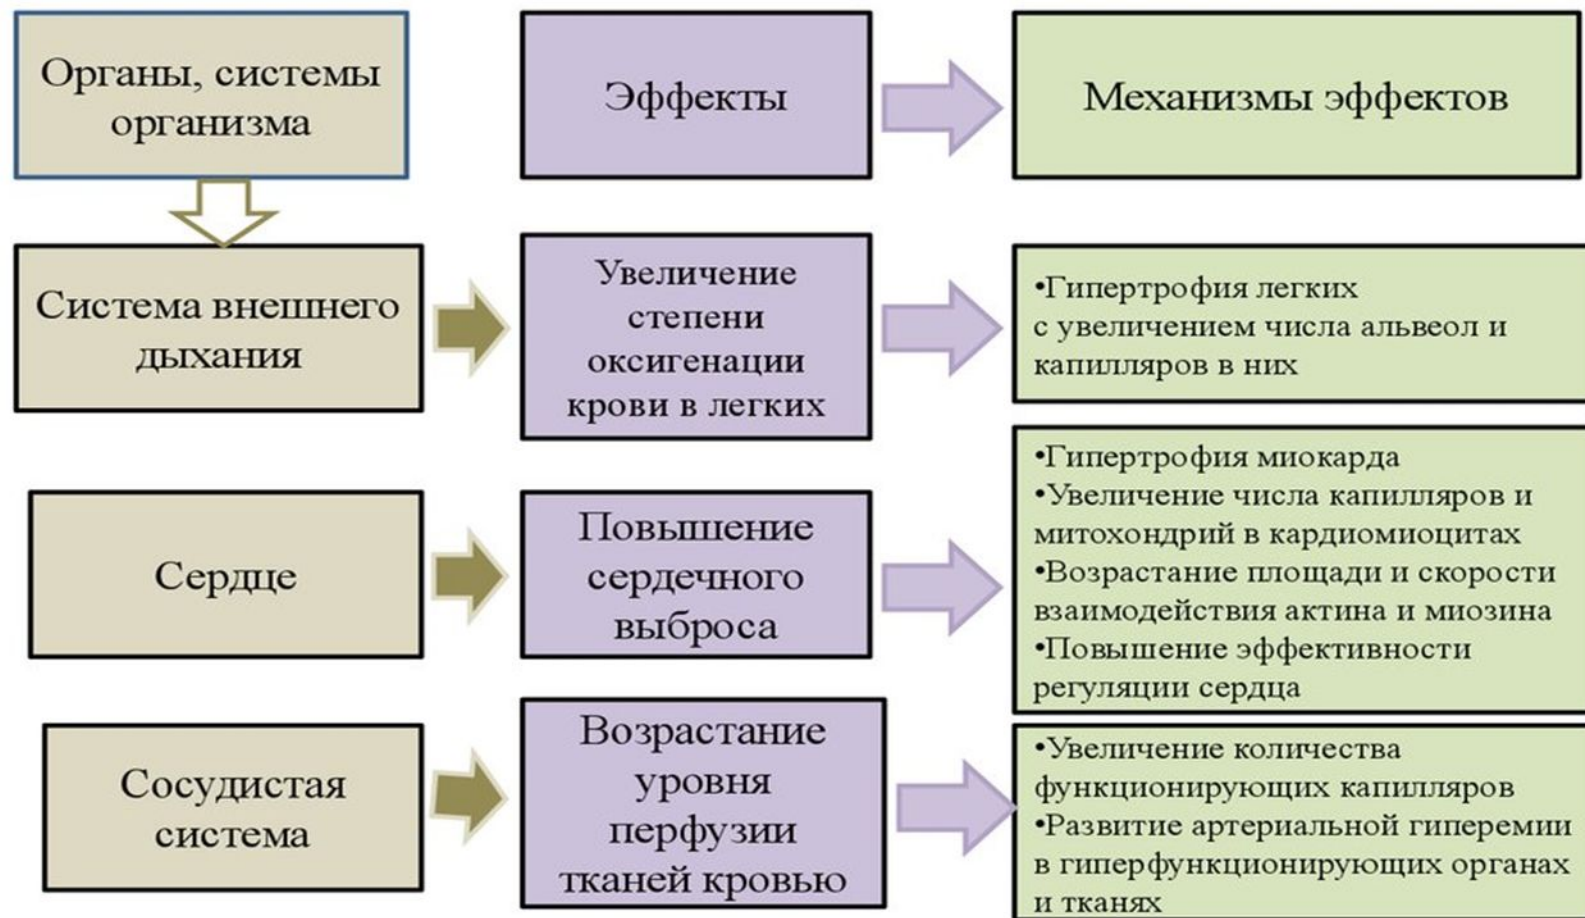 Органы, системы
организма
Эффекты
Механизмы эффектов
Система внешнего
дыхания
Увеличение
степени
оксигенации
крови в легких
•Гипертрофия легких
с увеличением числа альвеол и
капилляров в них
Сердце
Повышение
сердечного
выброса
•Гипертрофия миокарда
•Увеличение числа капилляров и
митохондрий в кардиомиоцитах
•Возрастание площади и скорости
взаимодействия актина и миозина
•Повышение эффективности
регуляции сердца
Сосудистая
система
Возрастание
уровня
перфузии
тканей кровью
•Увеличение количества
функционирующих капилляров
•Развитие артериальной гиперемии
в гиперфункционирующих органах
и тканях